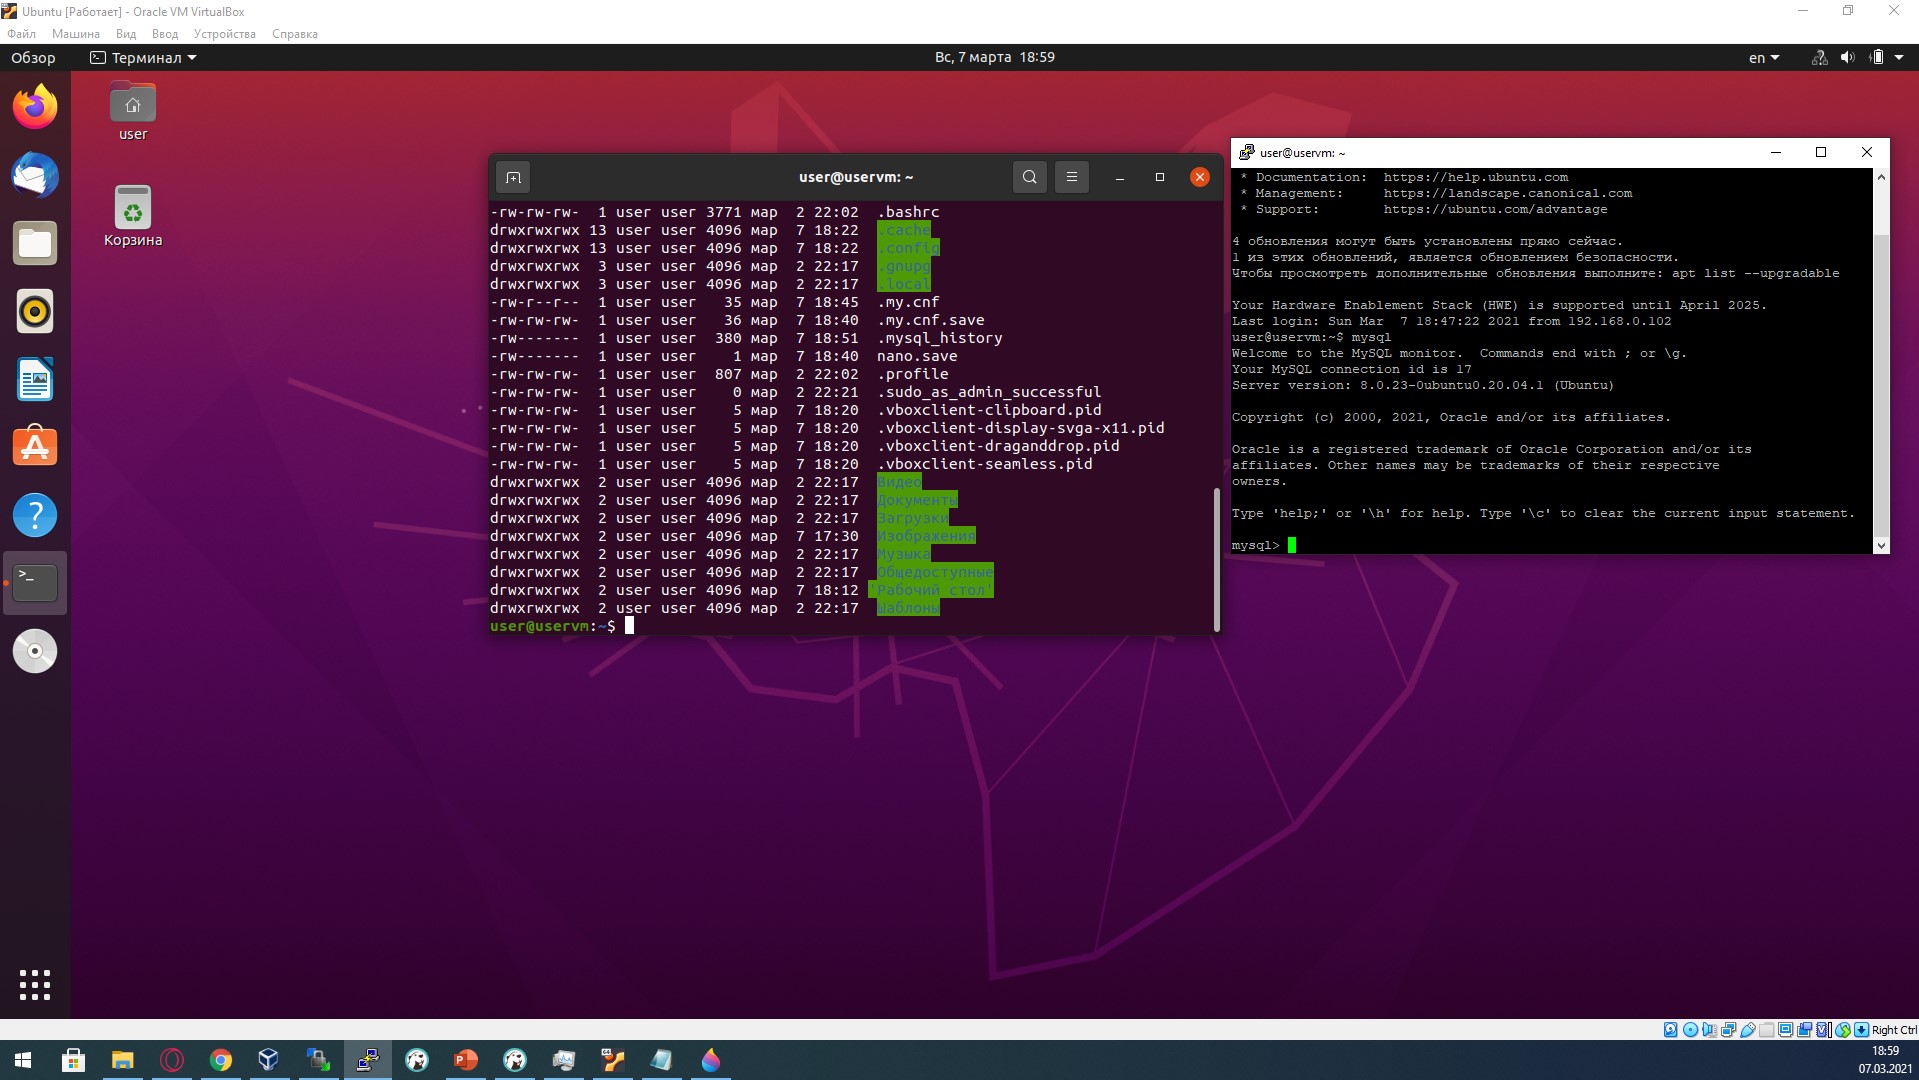 Ubuntu [Работает] - Oracle VM VirtualBox
Файл Машина Вид Ввод Устройства Справка
Обзор Терминал Вс, 7 марта 18:59 en
user
Корзина
user@uservm: ~
-rw-rw-rw-  1 user user 3771 мар  2 22:02  .bashrc
drwxrwxrwx 13 user user 4096 мар  7 18:22  .cache
drwxrwxrwx 13 user user 4096 мар  7 18:22  .config
drwxrwxrwx  3 user user 4096 мар  2 22:17  .gnupg
drwxrwxrwx  3 user user 4096 мар  2 22:17  .local
-rw-r--r--  1 user user   35 мар  7 18:45  .my.cnf
-rw-rw-rw-  1 user user   36 мар  7 18:40  .my.cnf.save
-rw-------  1 user user  380 мар  7 18:51  .mysql_history
-rw-------  1 user user    1 мар  7 18:40  nano.save
-rw-rw-rw-  1 user user  807 мар  2 22:02  .profile
-rw-rw-rw-  1 user user    0 мар  2 22:21  .sudo_as_admin_successful
-rw-rw-rw-  1 user user    5 мар  7 18:20  .vboxclient-clipboard.pid
-rw-rw-rw-  1 user user    5 мар  7 18:20  .vboxclient-display-svga-x11.pid
-rw-rw-rw-  1 user user    5 мар  7 18:20  .vboxclient-draganddrop.pid
-rw-rw-rw-  1 user user    5 мар  7 18:20  .vboxclient-seamless.pid
drwxrwxrwx  2 user user 4096 мар  2 22:17  Видео
drwxrwxrwx  2 user user 4096 мар  2 22:17  Документы
drwxrwxrwx  2 user user 4096 мар  2 22:17  Загрузки
drwxrwxrwx  2 user user 4096 мар  7 17:30  Изображения
drwxrwxrwx  2 user user 4096 мар  2 22:17  Музыка
drwxrwxrwx  2 user user 4096 мар  2 22:17  Общедоступные
drwxrwxrwx  2 user user 4096 мар  7 18:12 'Рабочий стол'
drwxrwxrwx  2 user user 4096 мар  2 22:17  Шаблоны
user@uservm:~$
user@uservm: ~
* Documentation:  https://help.ubuntu.com
* Management:     https://landscape.canonical.com
* Support:        https://ubuntu.com/advantage
4 обновления могут быть установлены прямо сейчас.
1 из этих обновлений, является обновлением безопасности.
Чтобы просмотреть дополнительные обновления выполните: apt list --upgradable
Your Hardware Enablement Stack (HWE) is supported until April 2025.
Last login: Sun Mar  7 18:47:22 2021 from 192.168.0.102
user@uservm:~$ mysql
Welcome to the MySQL monitor.  Commands end with ; or \g.
Your MySQL connection id is 17
Server version: 8.0.23-0ubuntu0.20.04.1 (Ubuntu)
Copyright (c) 2000, 2021, Oracle and/or its affiliates.
Oracle is a registered trademark of Oracle Corporation and/or its
affiliates. Other names may be trademarks of their respective
owners.
Type 'help;' or '\h' for help. Type '\c' to clear the current input statement.
mysql>
Right Ctrl
18:59
07.03.2021